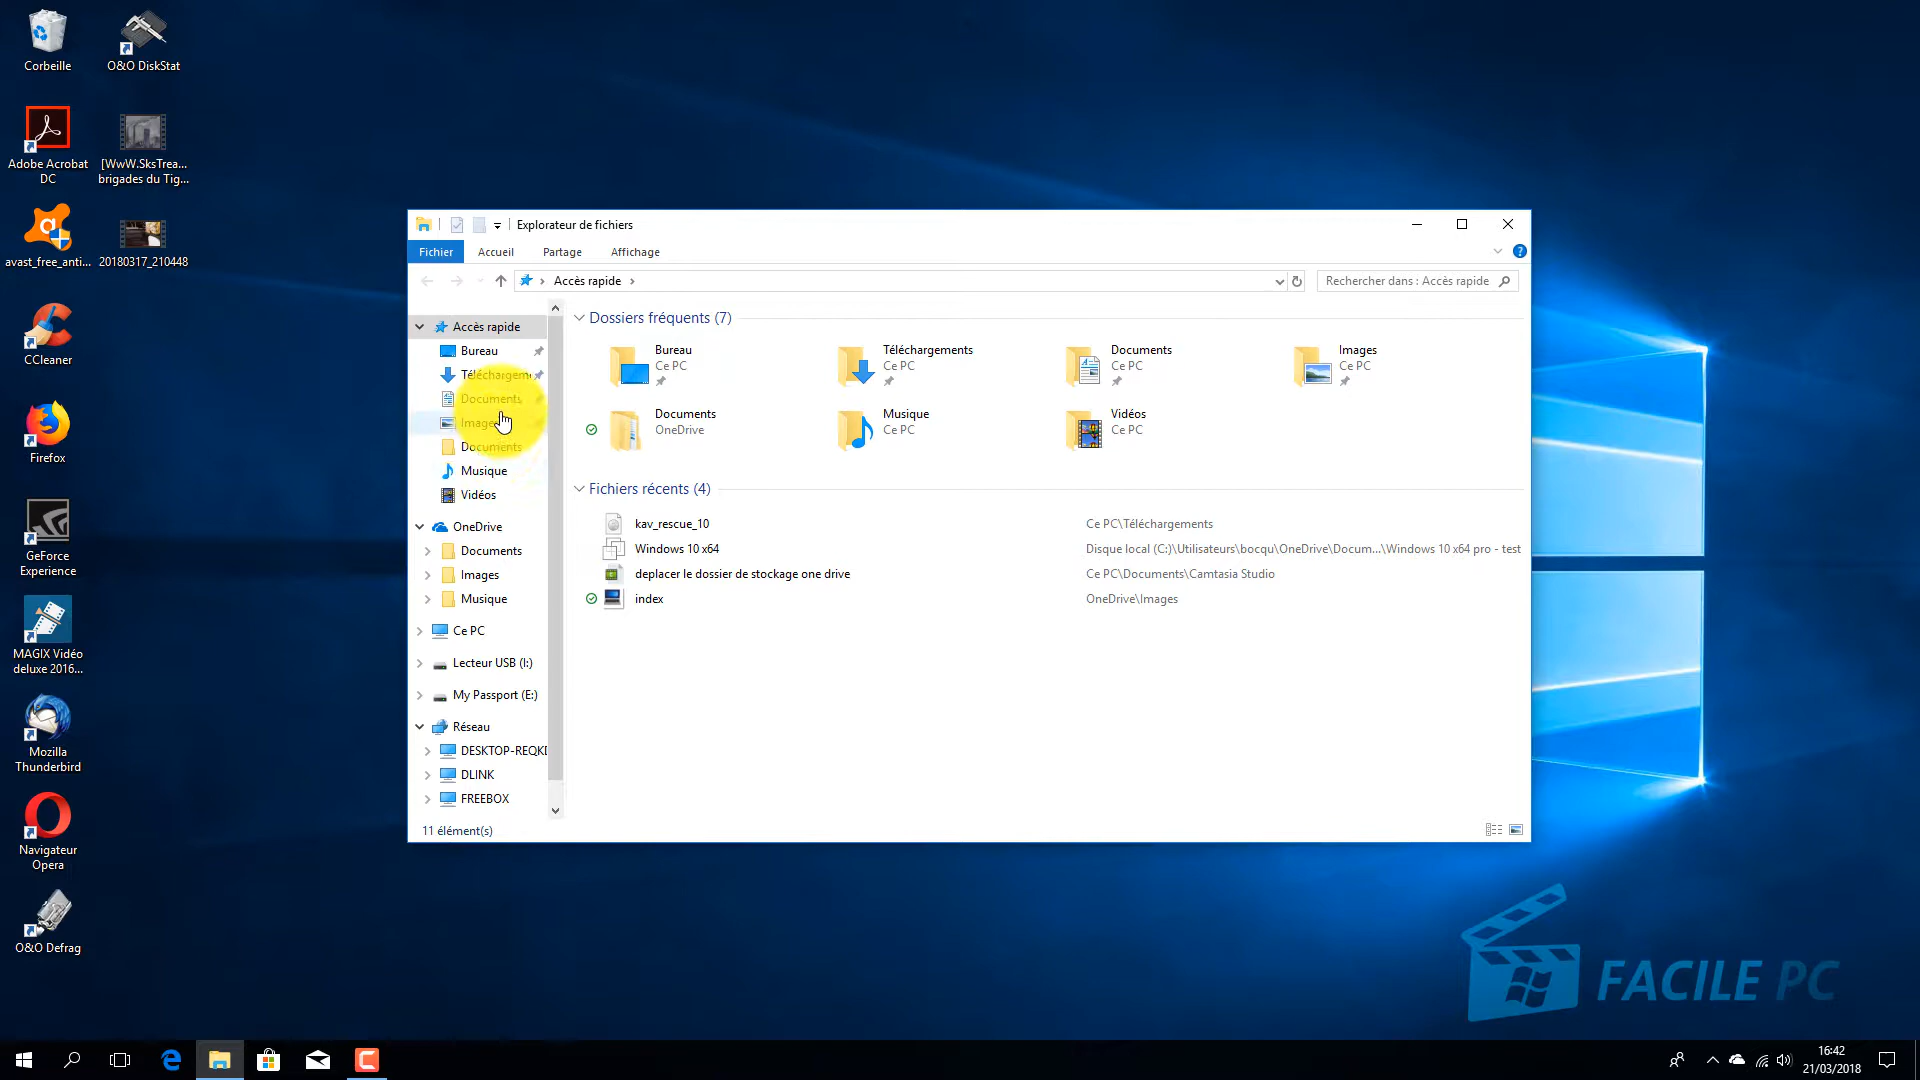 Corbeille
O&O DiskStat
Adobe Acrobat
DC
[WwW.SksTrea...
brigades du Tig...
avast_free_anti...
20180317_210448
CCleaner
Firefox
GeForce
Experience
MAGIX Vidéo
deluxe 2016...
Mozilla
Thunderbird
Navigateur
Opera
O&O Defrag
Explorateur de fichiers
Fichier
Accueil
Partage
Affichage
Accès rapide
Rechercher dans : Accès rapide
Accès rapide
Bureau
Téléchargem
Documents
Images
Documents
Musique
Vidéos
OneDrive
Documents
Images
Musique
Ce PC
Lecteur USB (I:)
My Passport (E:)
Réseau
DESKTOP-REQKD
DLINK
FREEBOX
11 élément(s)
Dossiers fréquents (7)
Bureau
Ce PC
Téléchargements
Ce PC
Documents
Ce PC
Images
Ce PC
Documents
OneDrive
Musique
Ce PC
Vidéos
Ce PC
Fichiers récents (4)
kav_rescue_10
Ce PC\Téléchargements
Windows 10 x64
Disque local (C:)\Utilisateurs\bocqu\OneDrive\Docum...\Windows 10 x64 pro - test
deplacer le dossier de stockage one drive
Ce PC\Documents\Camtasia Studio
index
OneDrive\Images
FACILE PC
16:42
21/03/2018